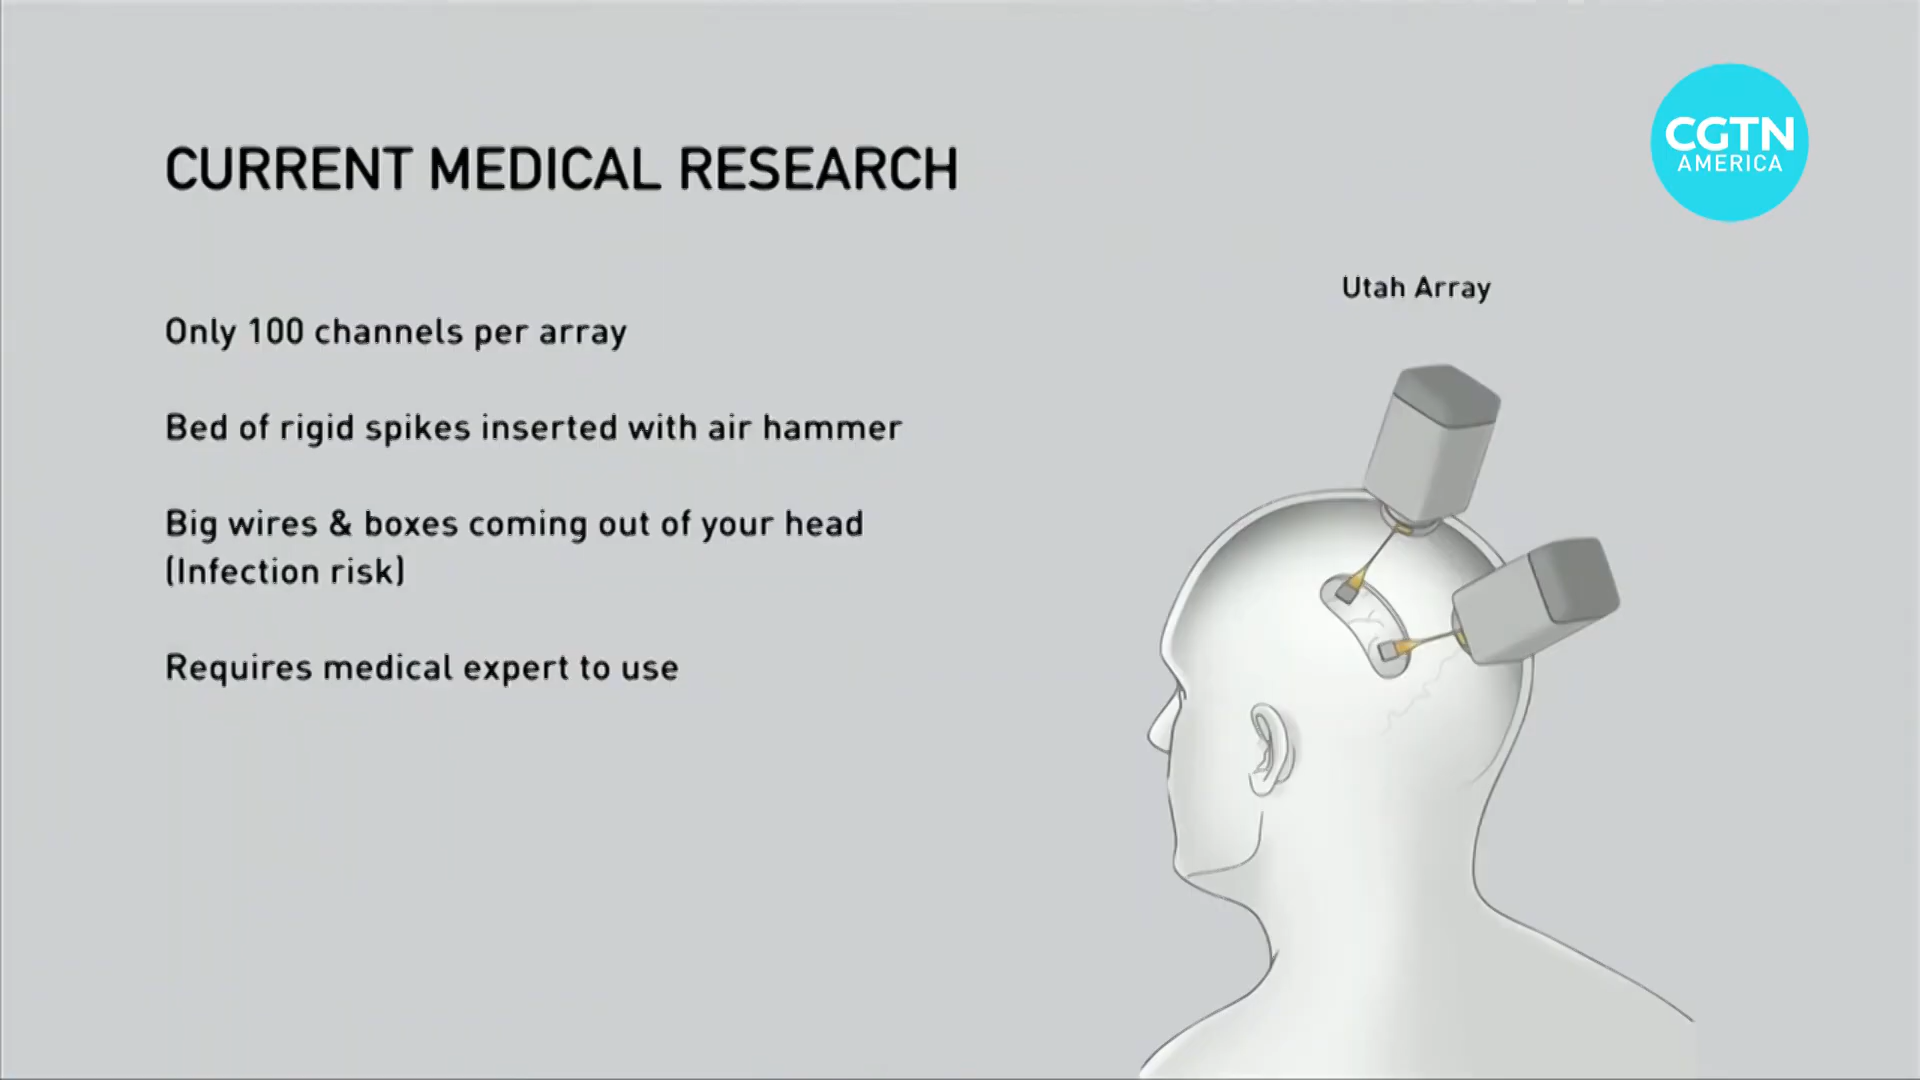 CGTN
AMERICA
CURRENT MEDICAL RESEARCH
Only 100 channels per array
Bed of rigid spikes inserted with air hammer
Big wires & boxes coming out of your head
(Infection risk)
Requires medical expert to use
Utah Array